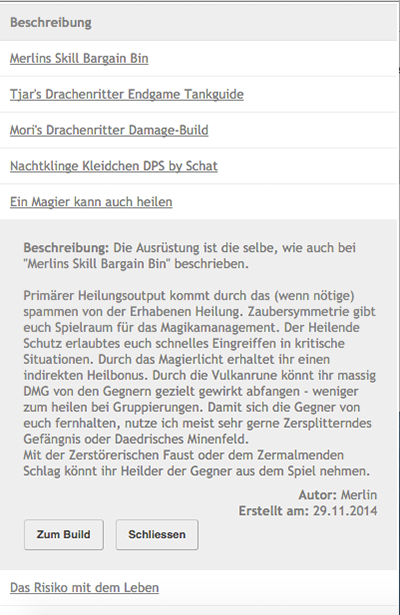 Beschreibung
Merlins Skill Bargain Bin
Tjar's Drachenritter Endgame Tankguide
Mori's Drachenritter Damage-Build
Nachtklinge Kleidchen DPS by Schat
Ein Magier kann auch heilen
Beschreibung: Die Ausrüstung ist die selbe, wie auch bei
"Merlins Skill Bargain Bin" beschrieben.
Primärer Heilungsoutput kommt durch das (wenn nötige)
spammen von der Erhabenen Heilung. Zaubersymmetrie gibt
euch Spielraum für das Magikamanagement. Der Heilende
Schutz erlaubtes euch schnelles Eingreiffen in kritische
Situationen. Durch das Magierlicht erhaltet ihr einen
indirekten Heilbonus. Durch die Vulkanrune könnt ihr massig
DMG von den Gegnern gezielt gewirkt abfangen - weniger
zum heilen bei Gruppierungen. Damit sich die Gegner von
euch fernhalten, nutze ich meist sehr gerne Zersplitterndes
Gefängnis oder Daedrisches Minenfeld.
Mit der Zerstörerischen Faust oder dem Zermalmenden
Schlag könnt ihr Heilder der Gegner aus dem Spiel nehmen.
Autor: Merlin
Erstellt am: 29.11.2014
Zum Build Schliessen
Das Risiko mit dem Leben